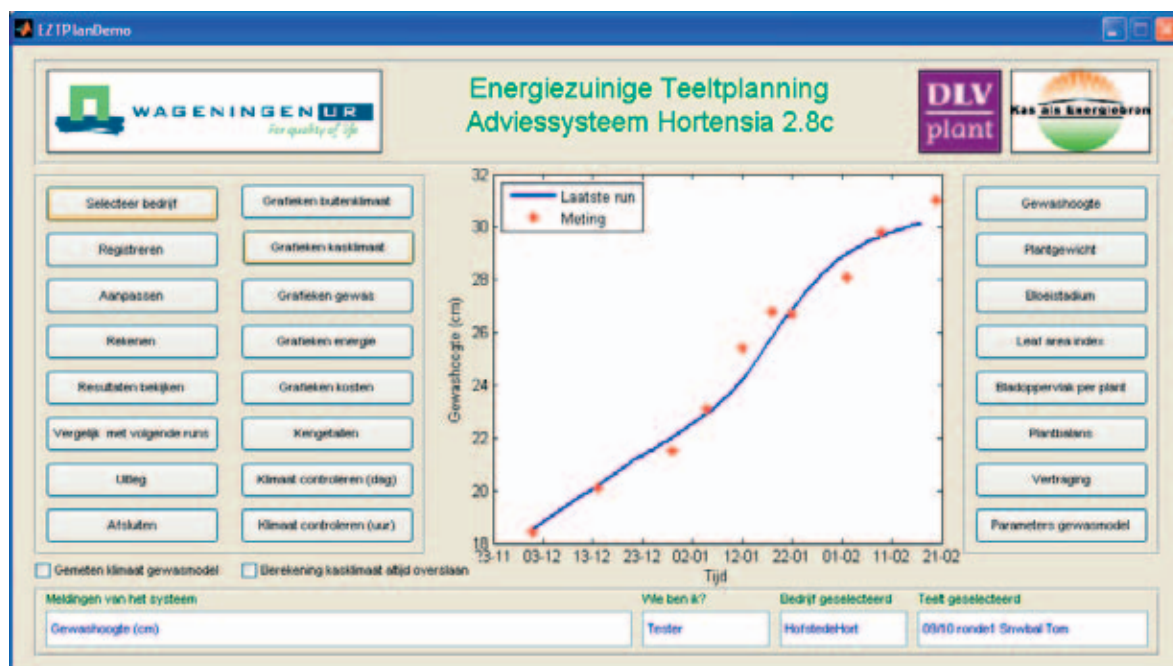 EZTPlanDemo
WAGENINGEN UR
For quality of life
Energiezuinige Teeltplanning
Adviessysteem Hortensia 2.8c
DLV
plant
Kas als Energiebron
Selecteer bedrijf
Registreren
Aanpassen
Rekenen
Resultaten bekijken
Vergelijk met volgende runs
Uitleg
Afsluiten
Grafieken buitenklimaat
Grafieken kasklimaat
Grafieken gewas
Grafieken energie
Grafieken kosten
Kengetallen
Klimaat controleren (dag)
Klimaat controleren (uur)
Laatste run
Meting
Gewashoogte (cm)
32
30
28
26
24
22
20
18
23-11 03-12 13-12 23-12 02-01 12-01 22-01 01-02 11-02 21-02
Tijd
Gewashoogte
Plantgewicht
Bloeistadium
Leaf area index
Bladoppervlak per plant
Plantbalans
Vertraging
Parameters gewasmodel
Gemeten klimaat gewasmodel
Berekening kasklimaat altijd overslaan
Meldingen van het systeem
Gewashoogte (cm)
Wie ben ik?
Tester
Bedrijf geselecteerd
HofstedeHort
Teelt geselecteerd
09/10 ronde1 Snwbal Tom